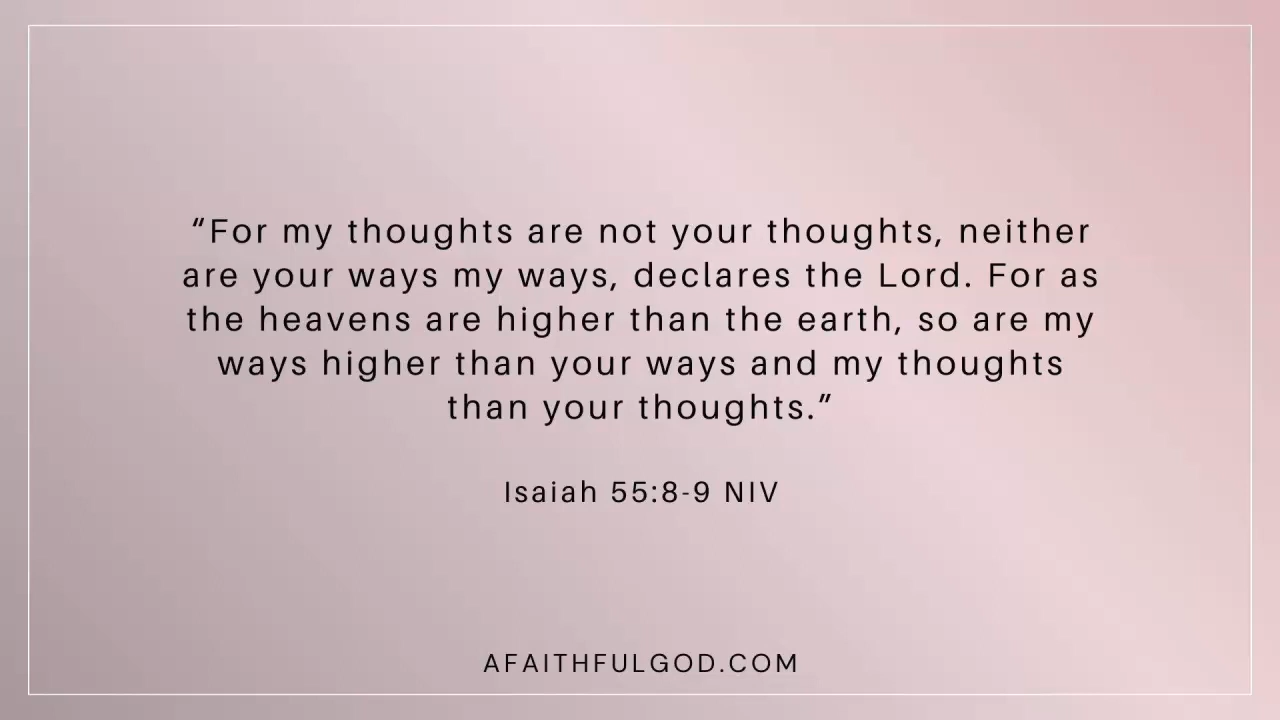 “For my thoughts are not your thoughts, neither
are your ways my ways, declares the Lord. For as
the heavens are higher than the earth, so are my
ways higher than your ways and my thoughts
than your thoughts.”
Isaiah 55:8-9 NIV
AFAITHFULGOD.COM